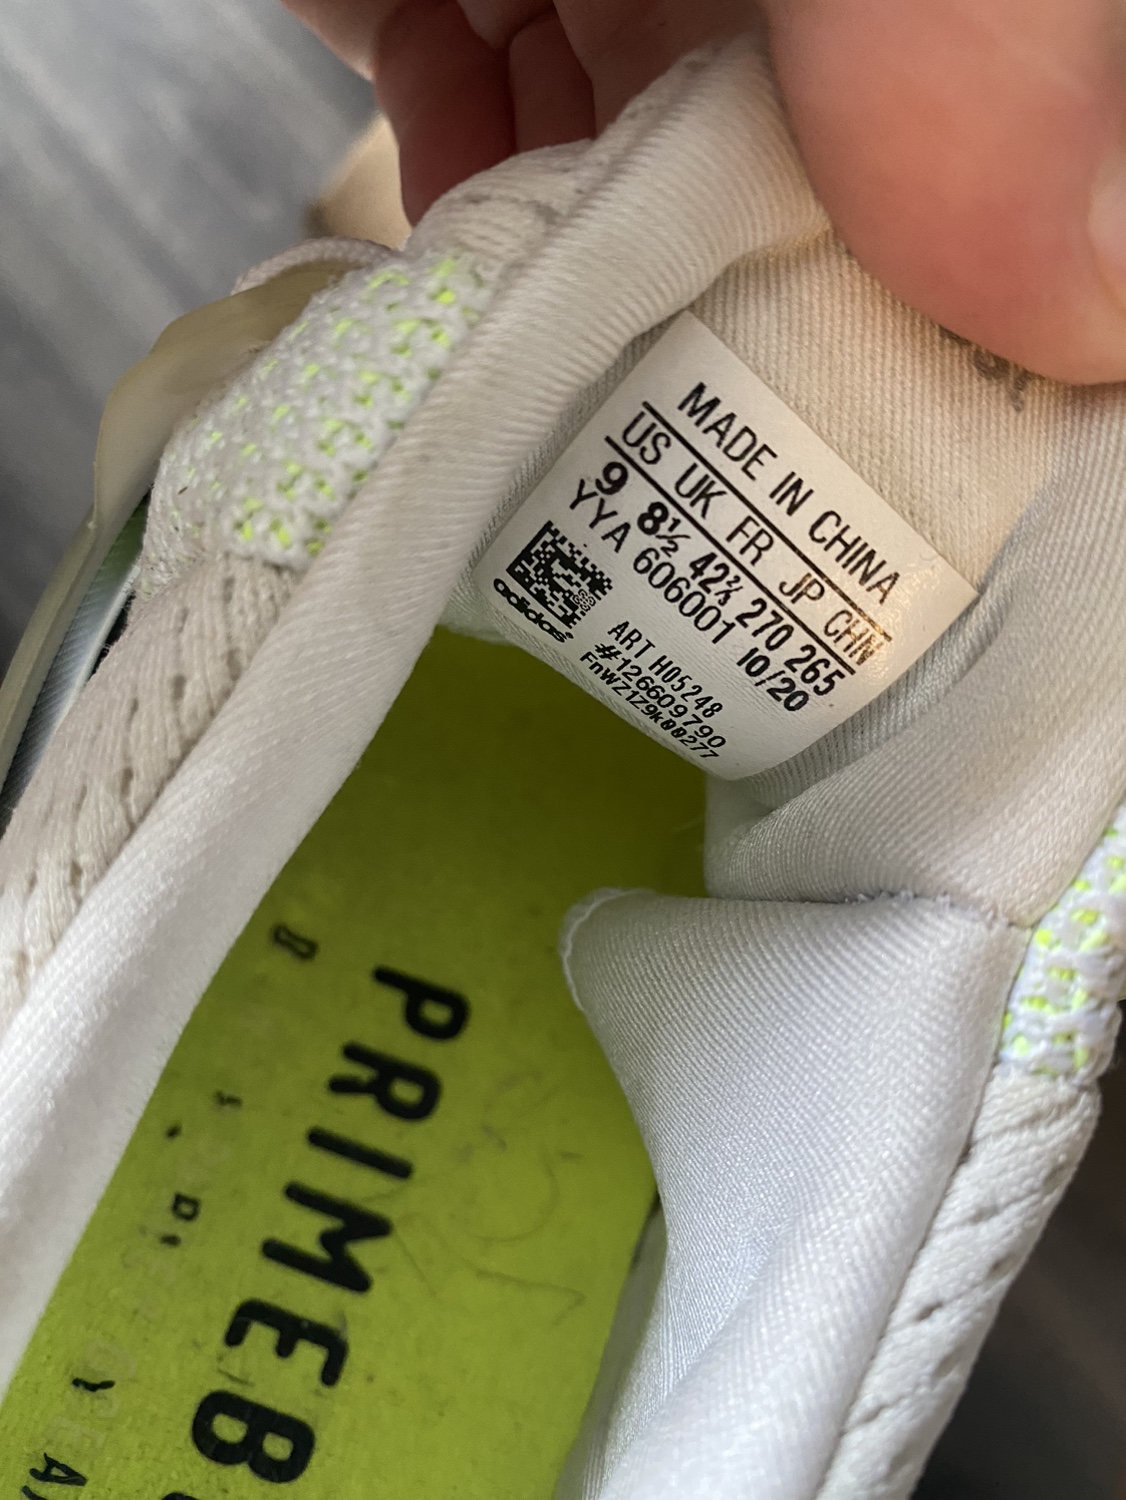 MADE IN CHINA
US UK FR JP CHN
9 8½ 42⅔ 270 265
YYA 606001 10/20
adidas
ART H05248
#126609790
FnWZ1Z9k00277
PRIMEB